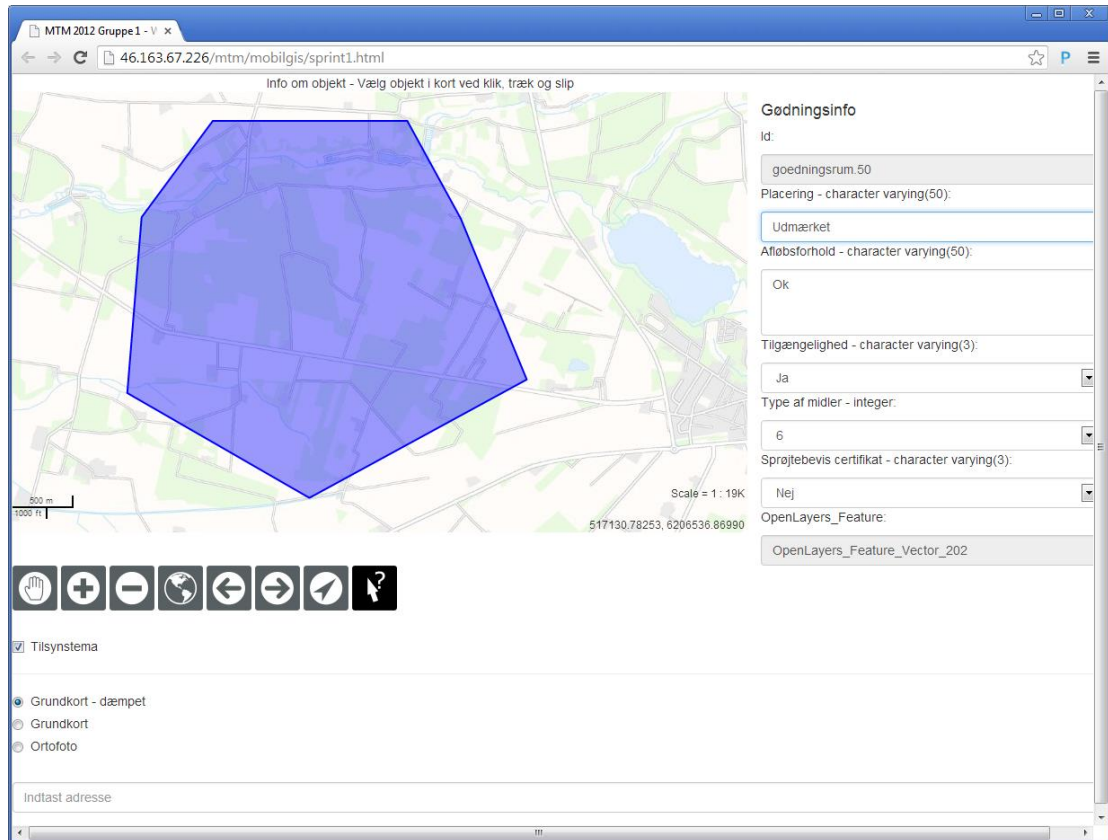 MTM 2012 Gruppe 1 - V
46.163.67.226/mtm/mobilgis/sprint1.html
P
Info om objekt - Vælg objekt i kort ved klik, træk og slip
500 m
1000 ft
Scale = 1 : 19K
517130.78253, 6206536.86990
Gødningsinfo
Id:
goedningsrum.50
Placering - character varying(50):
Udmærket
Afløbsforhold - character varying(50):
Ok
Tilgængelighed - character varying(3):
Ja
Type af midler - integer:
6
Sprøjtebevis certifikat - character varying(3):
Nej
OpenLayers_Feature:
OpenLayers_Feature_Vector_202
?
Tilsynstema
Grundkort - dæmpet
Grundkort
Ortofoto
Indtast adresse